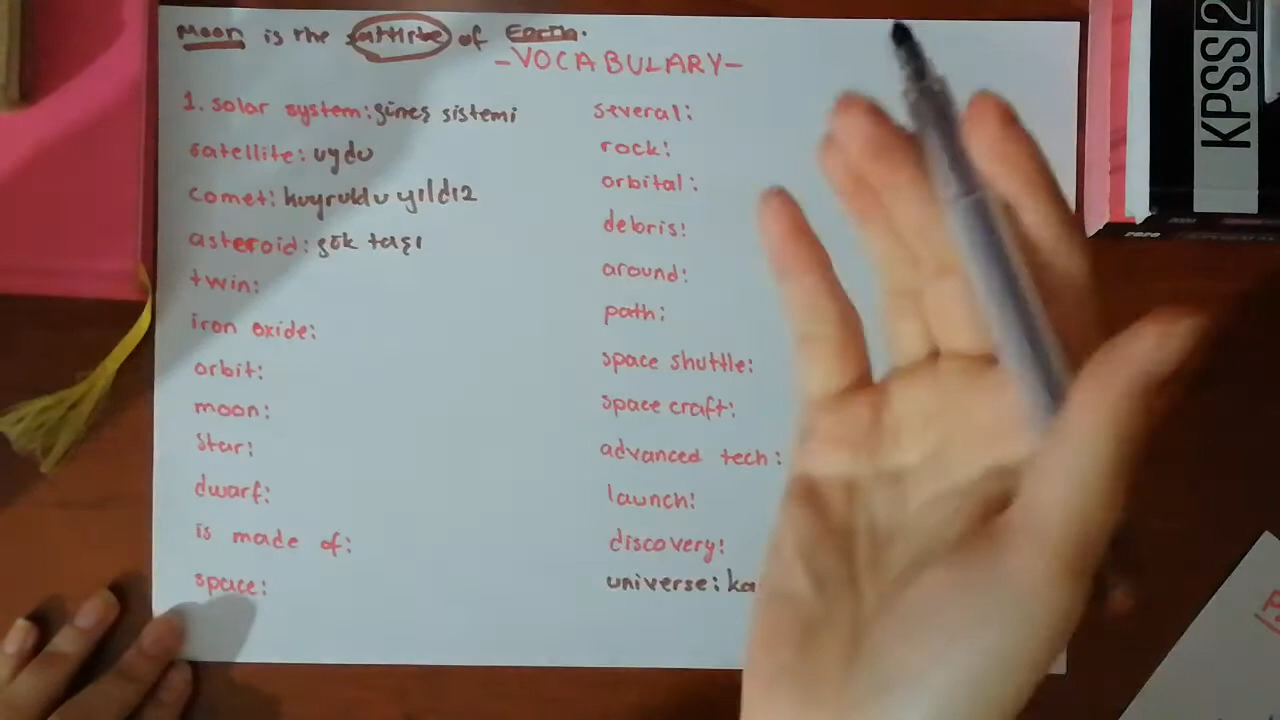 Moon is the satellite of Earth.
-VOCABULARY-
1. solar system: güneş sistemi
satellite: uydu
comet: kuyruklu yıldız
asteroid: gök taşı
twin:
iron oxide:
orbit:
moon:
star:
dwarf:
is made of:
space:
several:
rock:
orbital:
debris:
around:
path:
space shuttle:
space craft:
advanced tech:
launch:
discovery:
universe: ka
KPSS 2